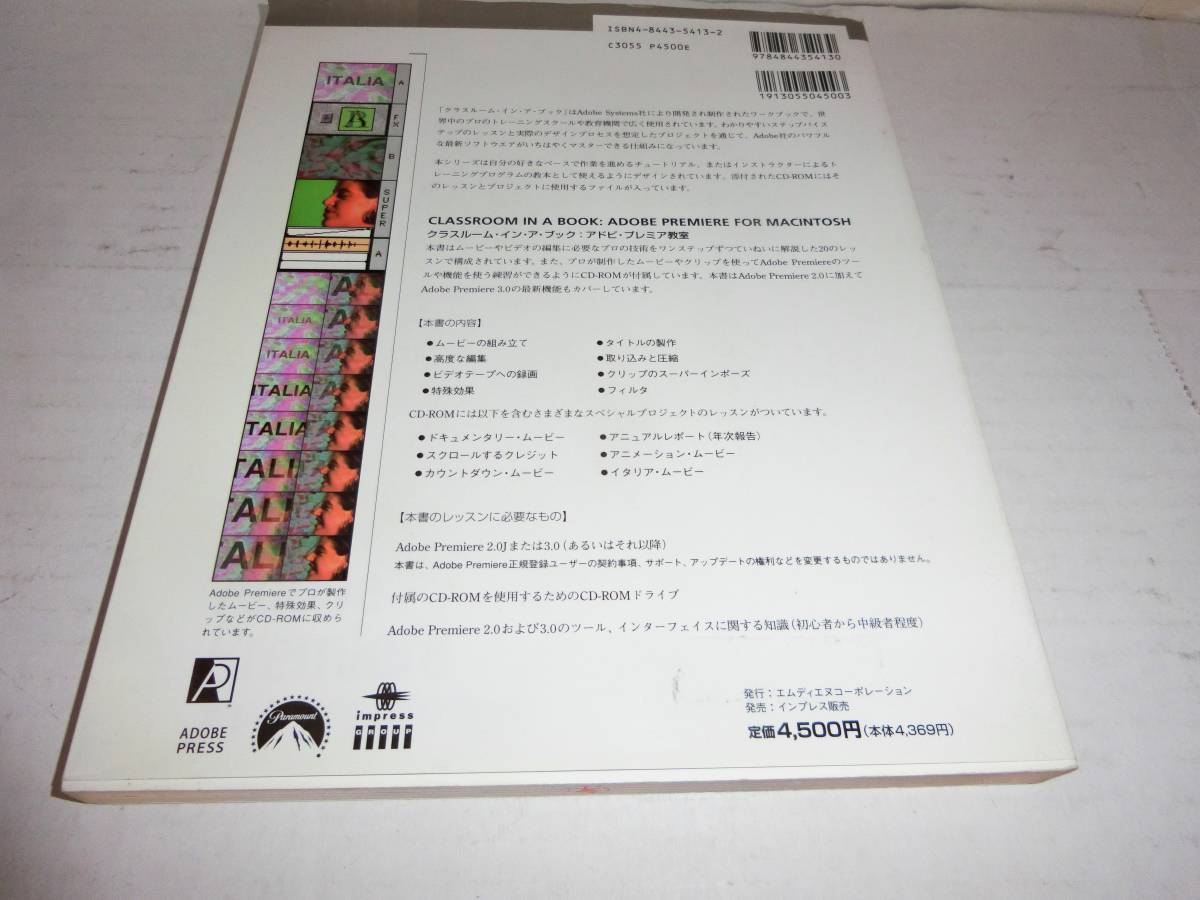 ISBN4-8443-5413-2
C3055 P4500E
9784844354130
1913055045003
ITALIA
A
FX
B
SUPER
A
「クラスルーム・イン・ア・ブック」はAdobe Systems社により開発され制作されたワークブックで、世
界中のプロのトレーニングスクールや教育機関で広く使用されています。わかりやすいステップバイス
テップのレッスンと実際のデザインプロセスを想定したプロジェクトを通じて、Adobe社のパワフル
な最新ソフトウエアがいちはやくマスターできる仕組みになっています。
本シリーズは自分の好きなペースで作業を進めるチュートリアル、またはインストラクターによるト
レーニングプログラムの教本として使えるようにデザインされています。添付されたCD-ROMにはそ
のレッスンとプロジェクトに使用するファイルが入っています。
CLASSROOM IN A BOOK: ADOBE PREMIERE FOR MACINTOSH
クラスルーム・イン・ア・ブック：アドビ・プレミア教室
本書はムービーやビデオの編集に必要なプロの技術をワンステップずつていねいに解説した20のレッ
スンで構成されています。また、プロが制作したムービーやクリップを使ってAdobe Premiereのツー
ルや機能を使う練習ができるようにCD-ROMが付属しています。本書はAdobe Premiere 2.0に加えて
Adobe Premiere 3.0の最新機能もカバーしています。
【本書の内容】
●ムービーの組み立て
●高度な編集
●ビデオテープへの録画
●特殊効果
●タイトルの製作
●取り込みと圧縮
●クリップのスーパーインポーズ
●フィルタ
CD-ROMには以下を含むさまざまなスペシャルプロジェクトのレッスンがついています。
●ドキュメンタリー・ムービー
●スクロールするクレジット
●カウントダウン・ムービー
●アニュアルレポート（年次報告）
●アニメーション・ムービー
●イタリア・ムービー
【本書のレッスンに必要なもの】
Adobe Premiere 2.0Jまたは3.0（あるいはそれ以降）
本書は、Adobe Premiere正規登録ユーザーの契約事項、サポート、アップデートの権利などを変更するものではありません。
付属のCD-ROMを使用するためのCD-ROMドライブ
Adobe Premiere 2.0および3.0のツール、インターフェイスに関する知識（初心者から中級者程度）
A
ITALIA
A
ITALIA
A
ITALIA
A
ITALIA
ITALI
TALI
TALI
Adobe Premiereでプロが製作
したムービー、特殊効果、クリ
ップなどがCD-ROMに収めら
れています。
ADOBE
PRESS
Paramount
impress
GROUP
発行：エムディエヌコーポレーション
発売：インプレス販売
定価4,500円（本体4,369円）